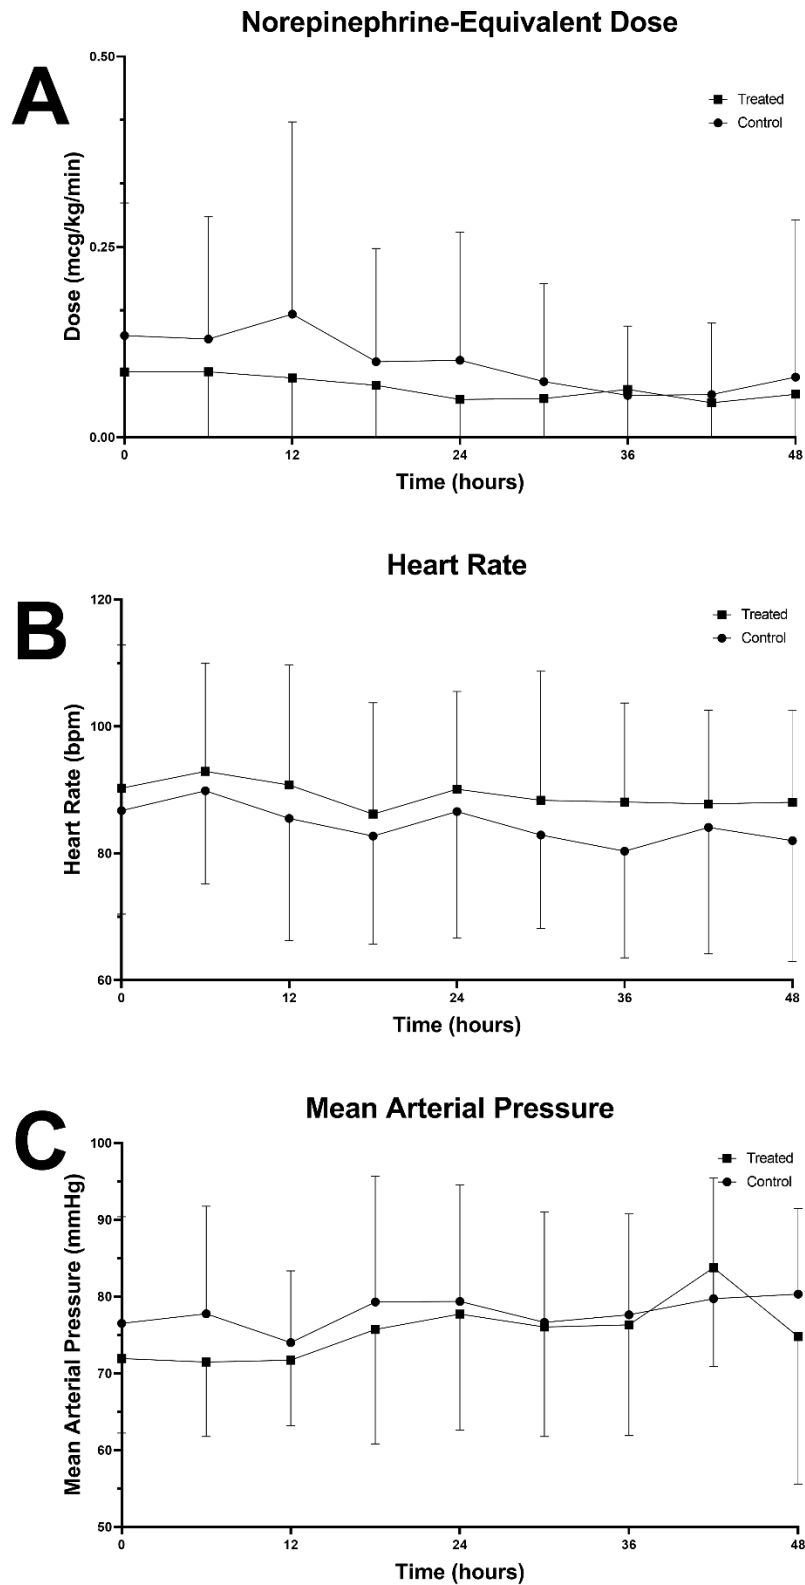 Norepinephrine-Equivalent Dose
A
Treated
Control
Dose (mcg/kg/min)
0.50
0.25
0.00
0 12 24 36 48
Time (hours)
Heart Rate
B
Treated
Control
Heart Rate (bpm)
120
100
80
60
0 12 24 36 48
Time (hours)
Mean Arterial Pressure
C
Treated
Control
Mean Arterial Pressure (mmHg)
100
90
80
70
60
50
0 12 24 36 48
Time (hours)